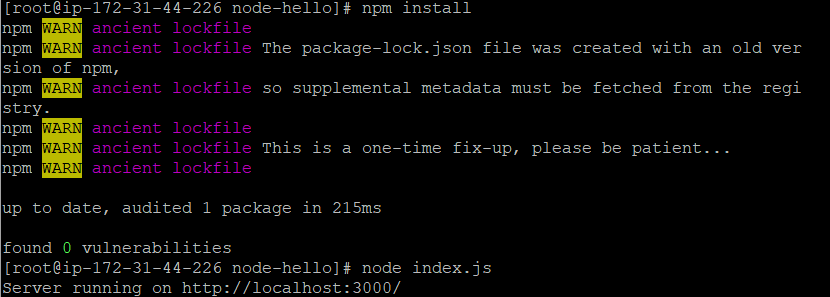 [root@ip-172-31-44-226 node-hello]# npm install
npm WARN ancient lockfile
npm WARN ancient lockfile The package-lock.json file was created with an old ver
sion of npm,
npm WARN ancient lockfile so supplemental metadata must be fetched from the regi
stry.
npm WARN ancient lockfile
npm WARN ancient lockfile This is a one-time fix-up, please be patient...
npm WARN ancient lockfile
up to date, audited 1 package in 215ms
found 0 vulnerabilities
[root@ip-172-31-44-226 node-hello]# node index.js
Server running on http://localhost:3000/